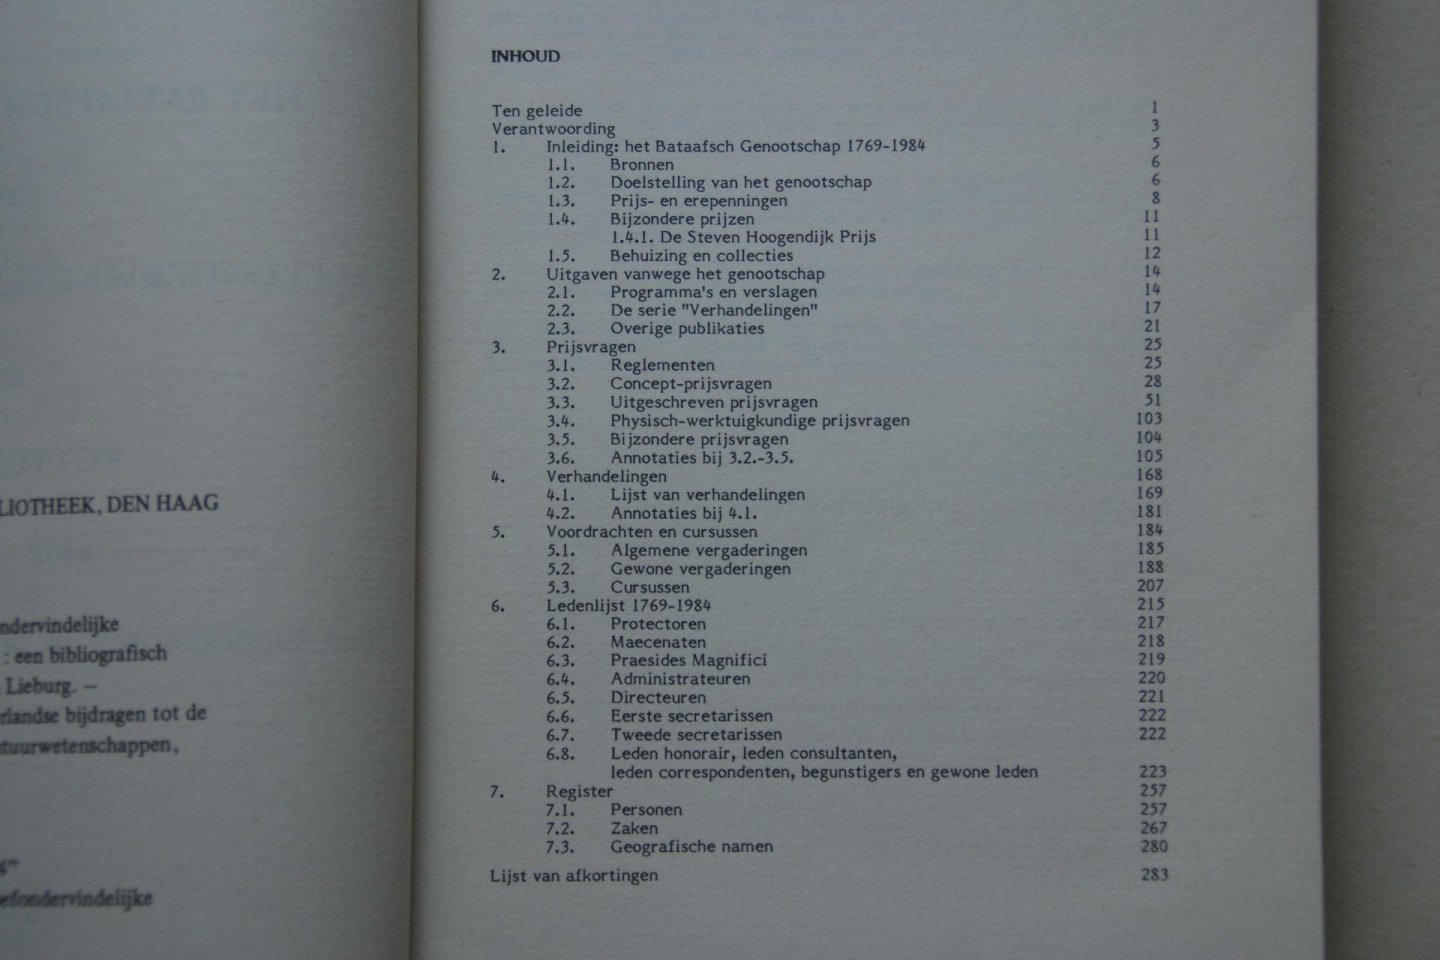 LIOTHEEK, DEN HAAG
ndervindelijke
: een bibliografisch
Lieburg. —
rlandse bijdragen tot de
tuurwetenschappen,
efondervindelijke
INHOUD
Ten geleide 1
Verantwoording 3
1. Inleiding: het Bataafsch Genootschap 1769-1984 5
1.1. Bronnen 6
1.2. Doelstelling van het genootschap 6
1.3. Prijs- en erepenningen 8
1.4. Bijzondere prijzen 11
1.4.1. De Steven Hoogendijk Prijs 11
1.5. Behuizing en collecties 12
2. Uitgaven vanwege het genootschap 14
2.1. Programma's en verslagen 14
2.2. De serie "Verhandelingen" 17
2.3. Overige publikaties 21
3. Prijsvragen 25
3.1. Reglementen 25
3.2. Concept-prijsvragen 28
3.3. Uitgeschreven prijsvragen 51
3.4. Physisch-werktuigkundige prijsvragen 103
3.5. Bijzondere prijsvragen 104
3.6. Annotaties bij 3.2.-3.5. 105
4. Verhandelingen 168
4.1. Lijst van verhandelingen 169
4.2. Annotaties bij 4.1. 181
5. Voordrachten en cursussen 184
5.1. Algemene vergaderingen 185
5.2. Gewone vergaderingen 188
5.3. Cursussen 207
6. Ledenlijst 1769-1984 215
6.1. Protectoren 217
6.2. Maecenaten 218
6.3. Praesides Magnifici 219
6.4. Administrateuren 220
6.5. Directeuren 221
6.6. Eerste secretarissen 222
6.7. Tweede secretarissen 222
6.8. Leden honorair, leden consultanten,
leden correspondenten, begunstigers en gewone leden 223
7. Register 257
7.1. Personen 257
7.2. Zaken 267
7.3. Geografische namen 280
Lijst van afkortingen 283